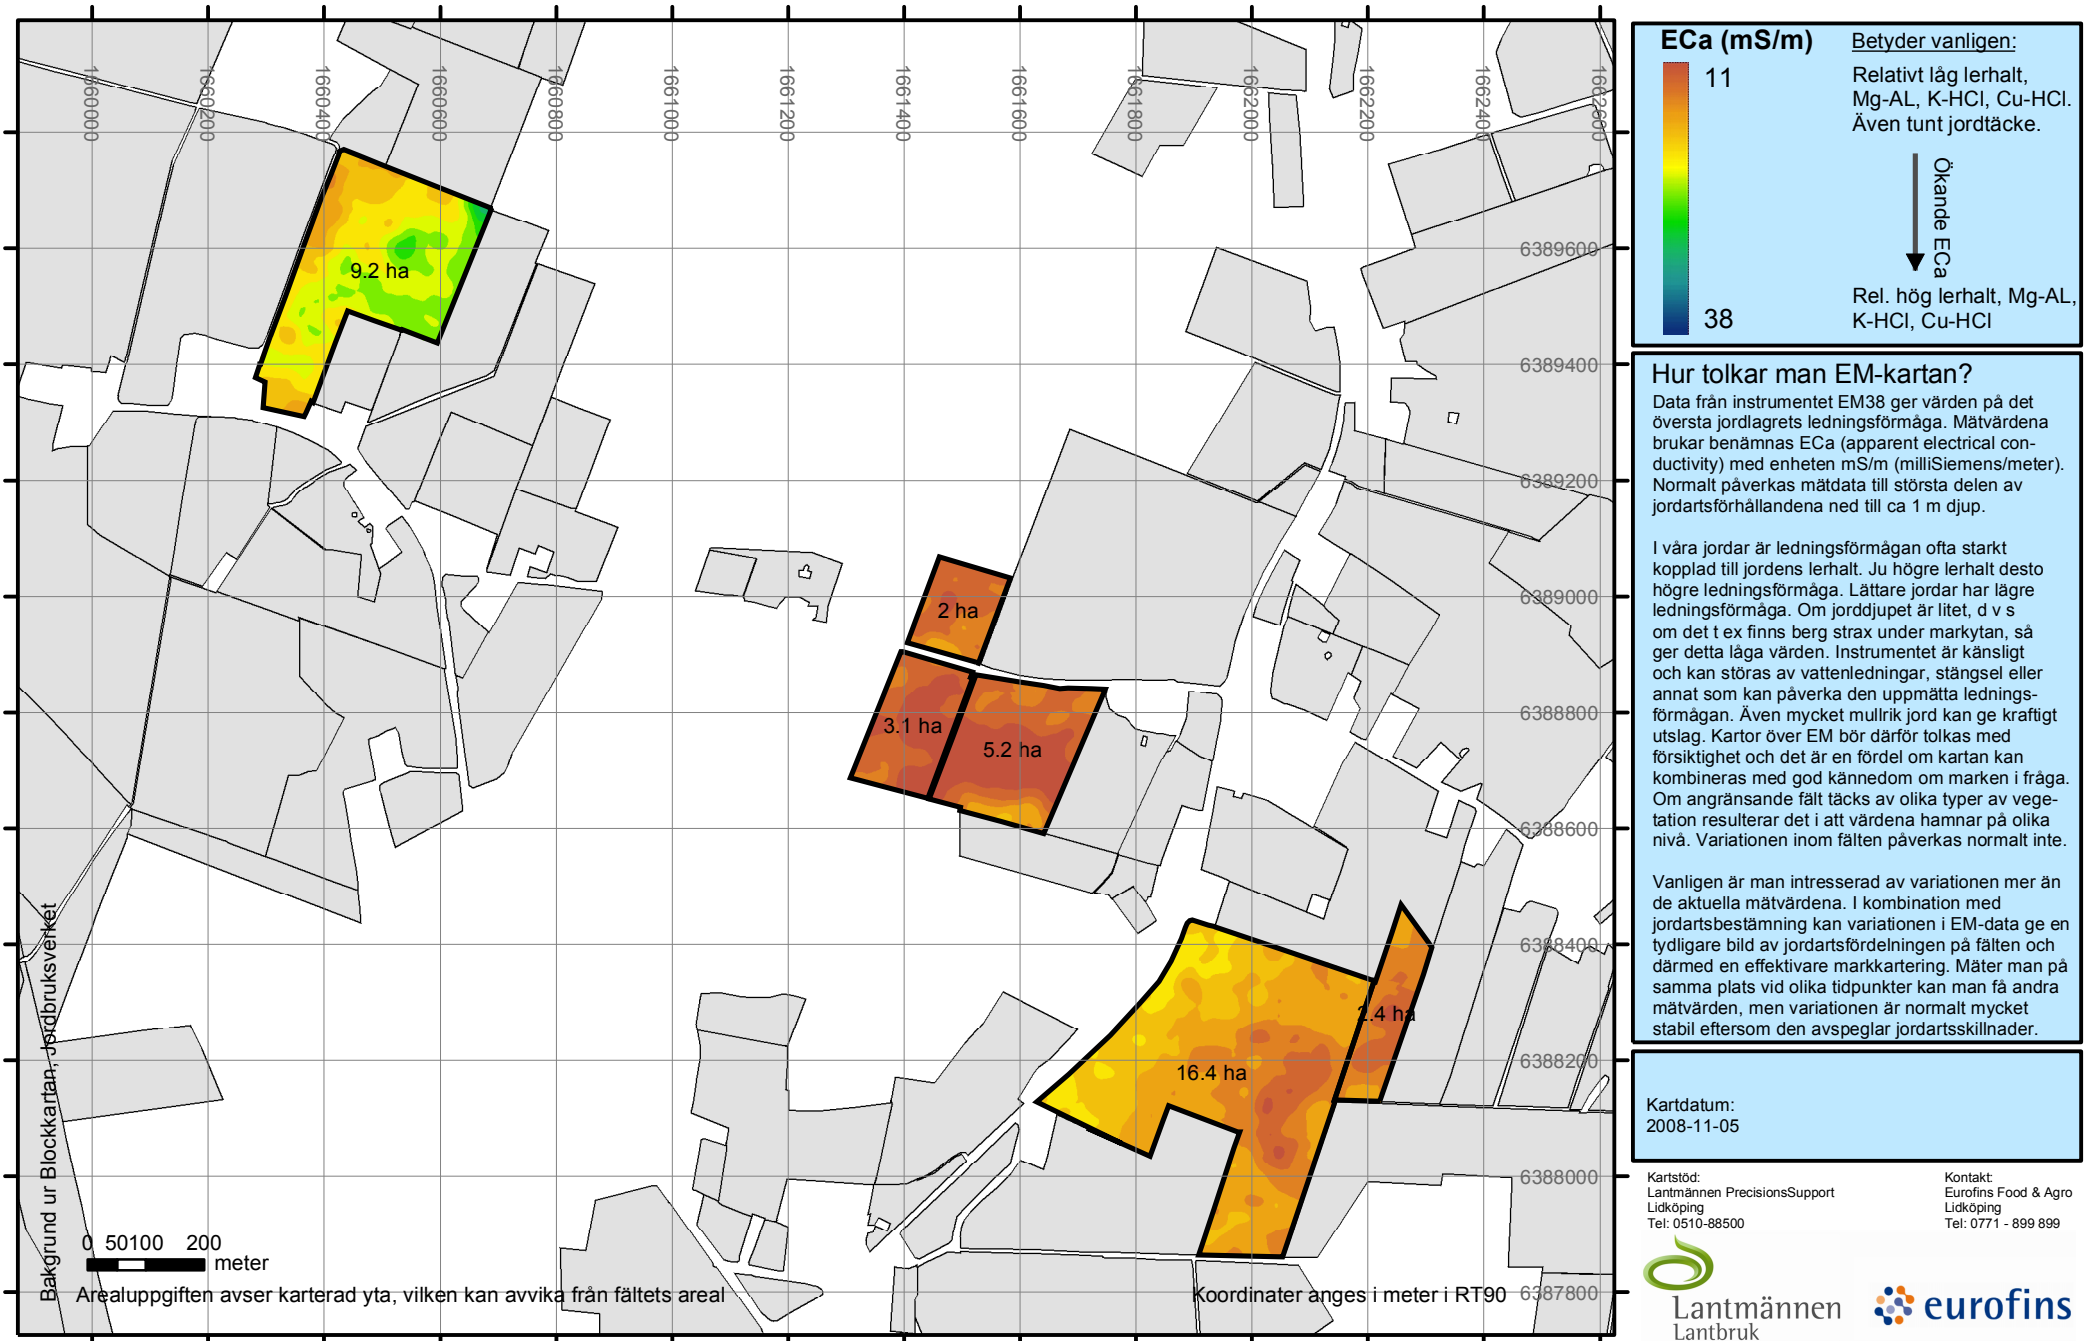 1660000
1660200
1660400
1660600
1660800
1661000
1661200
1661400
1661600
1661800
1662000
1662200
1662400
1662600
6389600
6389400
6389200
6389000
6388800
6388600
6388400
6388200
6388000
6387800
9.2 ha
2 ha
3.1 ha
5.2 ha
2.4 ha
16.4 ha
Bakgrund ur Blockkartan, Jordbruksverket
0 50100 200
meter
Arealuppgiften avser karterad yta, vilken kan avvika från fältets areal
Koordinater anges i meter i RT90
ECa (mS/m)
11
38
Betyder vanligen:
Relativt låg lerhalt,
Mg-AL, K-HCl, Cu-HCl.
Även tunt jordtäcke.
Ökande ECa
Rel. hög lerhalt, Mg-AL,
K-HCl, Cu-HCl
Hur tolkar man EM-kartan?
Data från instrumentet EM38 ger värden på det
översta jordlagrets ledningsförmåga. Mätvärdena
brukar benämnas ECa (apparent electrical con-
ductivity) med enheten mS/m (milliSiemens/meter).
Normalt påverkas mätdata till största delen av
jordartsförhållandena ned till ca 1 m djup.
I våra jordar är ledningsförmågan ofta starkt
kopplad till jordens lerhalt. Ju högre lerhalt desto
högre ledningsförmåga. Lättare jordar har lägre
ledningsförmåga. Om jorddjupet är litet, d v s
om det t ex finns berg strax under markytan, så
ger detta låga värden. Instrumentet är känsligt
och kan störas av vattenledningar, stängsel eller
annat som kan påverka den uppmätta lednings-
förmågan. Även mycket mullrik jord kan ge kraftigt
utslag. Kartor över EM bör därför tolkas med
försiktighet och det är en fördel om kartan kan
kombineras med god kännedom om marken i fråga.
Om angränsande fält täcks av olika typer av vege-
tation resulterar det i att värdena hamnar på olika
nivå. Variationen inom fälten påverkas normalt inte.
Vanligen är man intresserad av variationen mer än
de aktuella mätvärdena. I kombination med
jordartsbestämning kan variationen i EM-data ge en
tydligare bild av jordartsfördelningen på fälten och
därmed en effektivare markkartering. Mäter man på
samma plats vid olika tidpunkter kan man få andra
mätvärden, men variationen är normalt mycket
stabil eftersom den avspeglar jordartsskillnader.
Kartdatum:
2008-11-05
Kartstöd:
Lantmännen PrecisionsSupport
Lidköping
Tel: 0510-88500
Kontakt:
Eurofins Food & Agro
Lidköping
Tel: 0771 - 899 899
Lantmännen
Lantbruk
eurofins